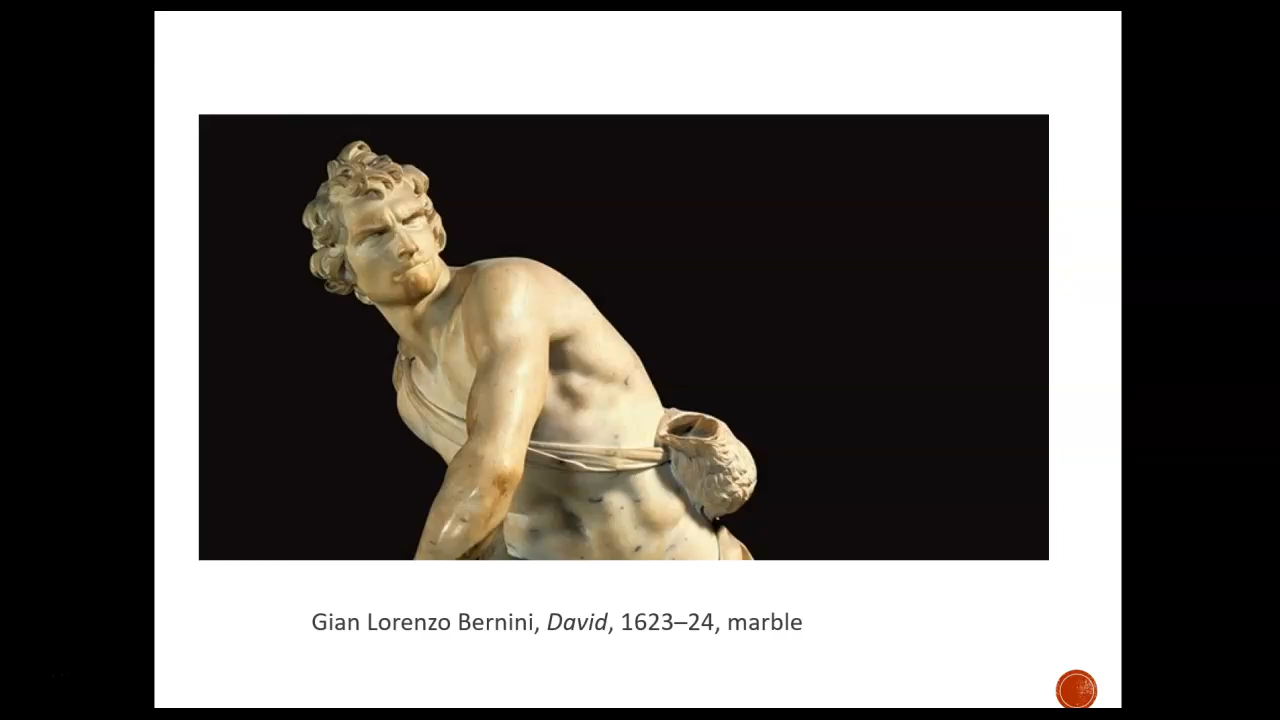 Gian Lorenzo Bernini, David, 1623–24, marble